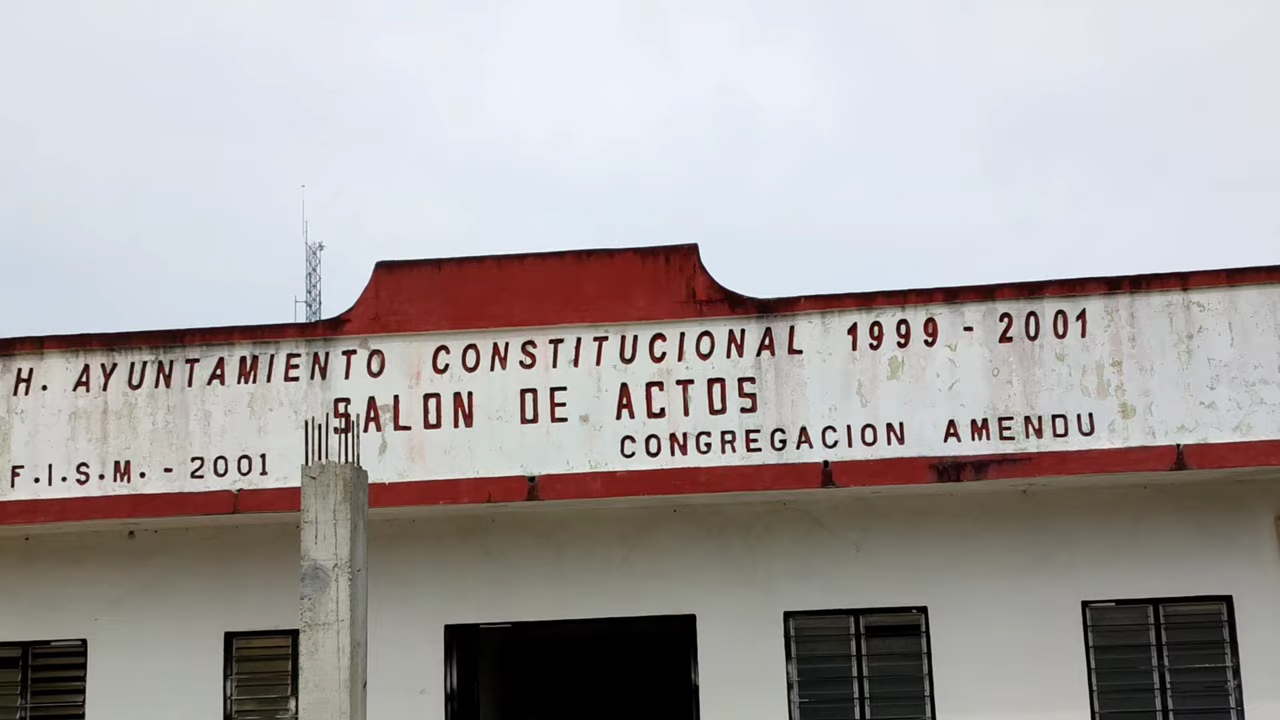 H. AYUNTAMIENTO CONSTITUCIONAL 1999 - 2001
SALON DE ACTOS
CONGREGACION AMENDU
F.I.S.M. - 2001